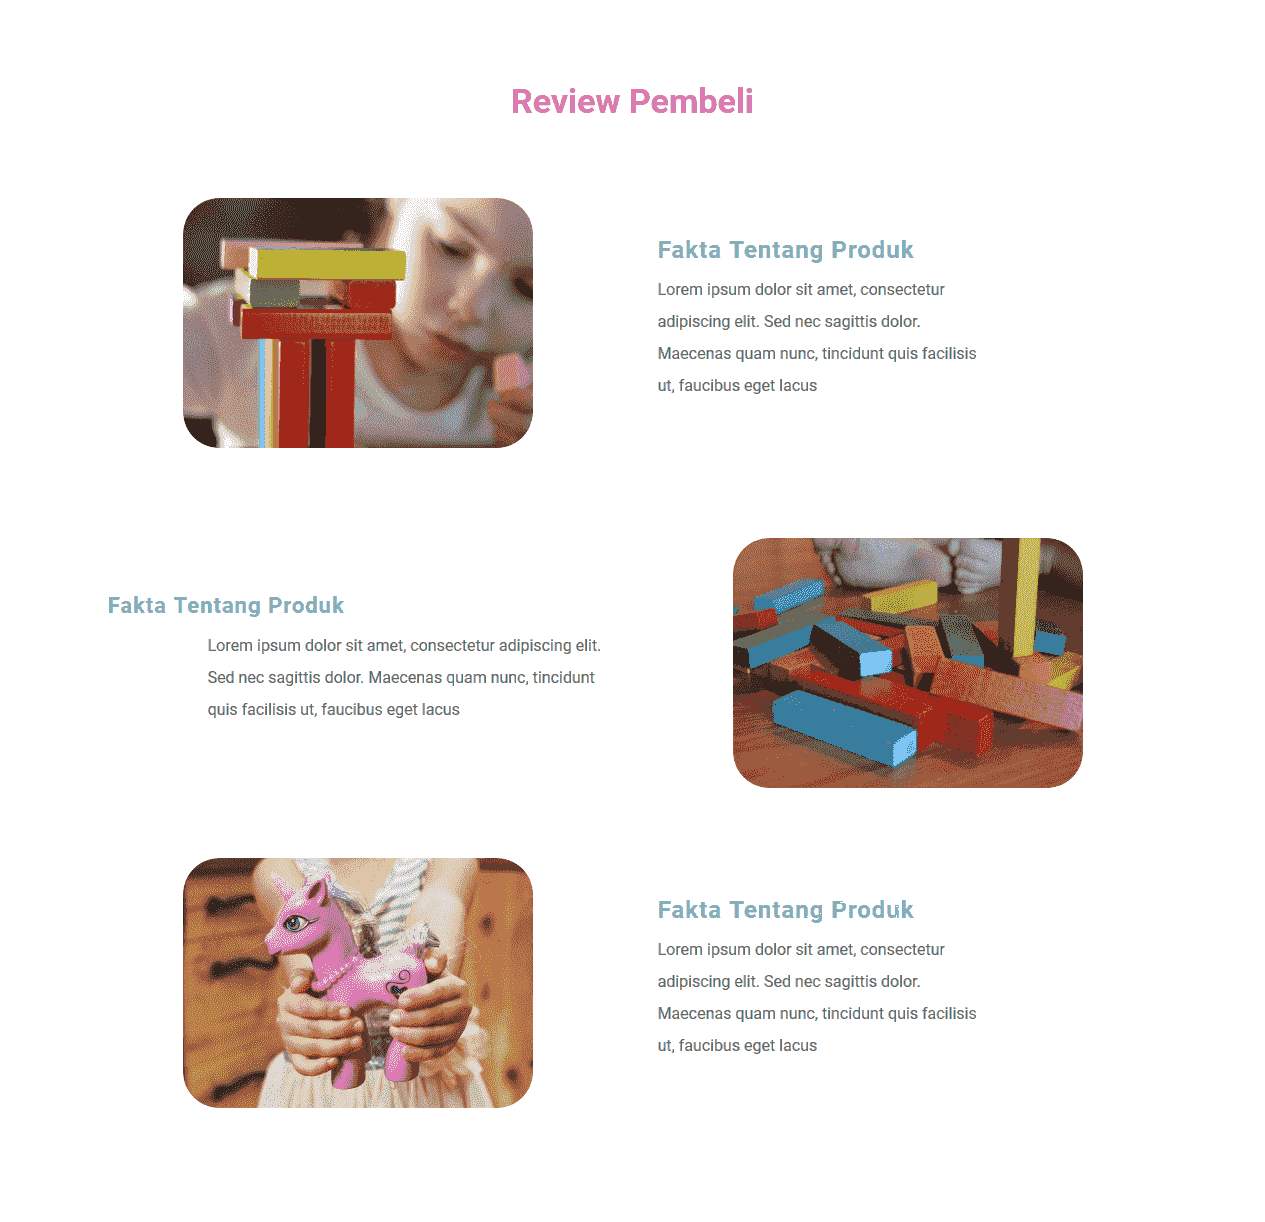 Review Pembeli
Fakta Tentang Produk
Lorem ipsum dolor sit amet, consectetur
adipiscing elit. Sed nec sagittis dolor.
Maecenas quam nunc, tincidunt quis facilisis
ut, faucibus eget lacus
Fakta Tentang Produk
Lorem ipsum dolor sit amet, consectetur adipiscing elit.
Sed nec sagittis dolor. Maecenas quam nunc, tincidunt
quis facilisis ut, faucibus eget lacus
Fakta Tentang Produk
Lorem ipsum dolor sit amet, consectetur
adipiscing elit. Sed nec sagittis dolor.
Maecenas quam nunc, tincidunt quis facilisis
ut, faucibus eget lacus